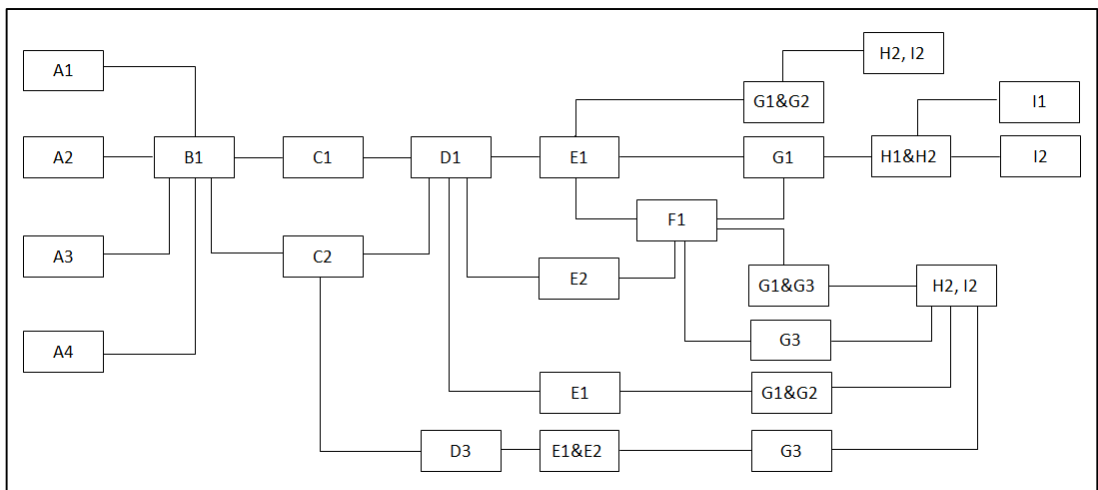 H2, I2
A1
G1&G2
I1
A2
B1
C1
D1
E1
G1
H1&H2
I2
F1
A3
C2
E2
G1&G3
H2, I2
A4
G3
E1
G1&G2
D3
E1&E2
G3